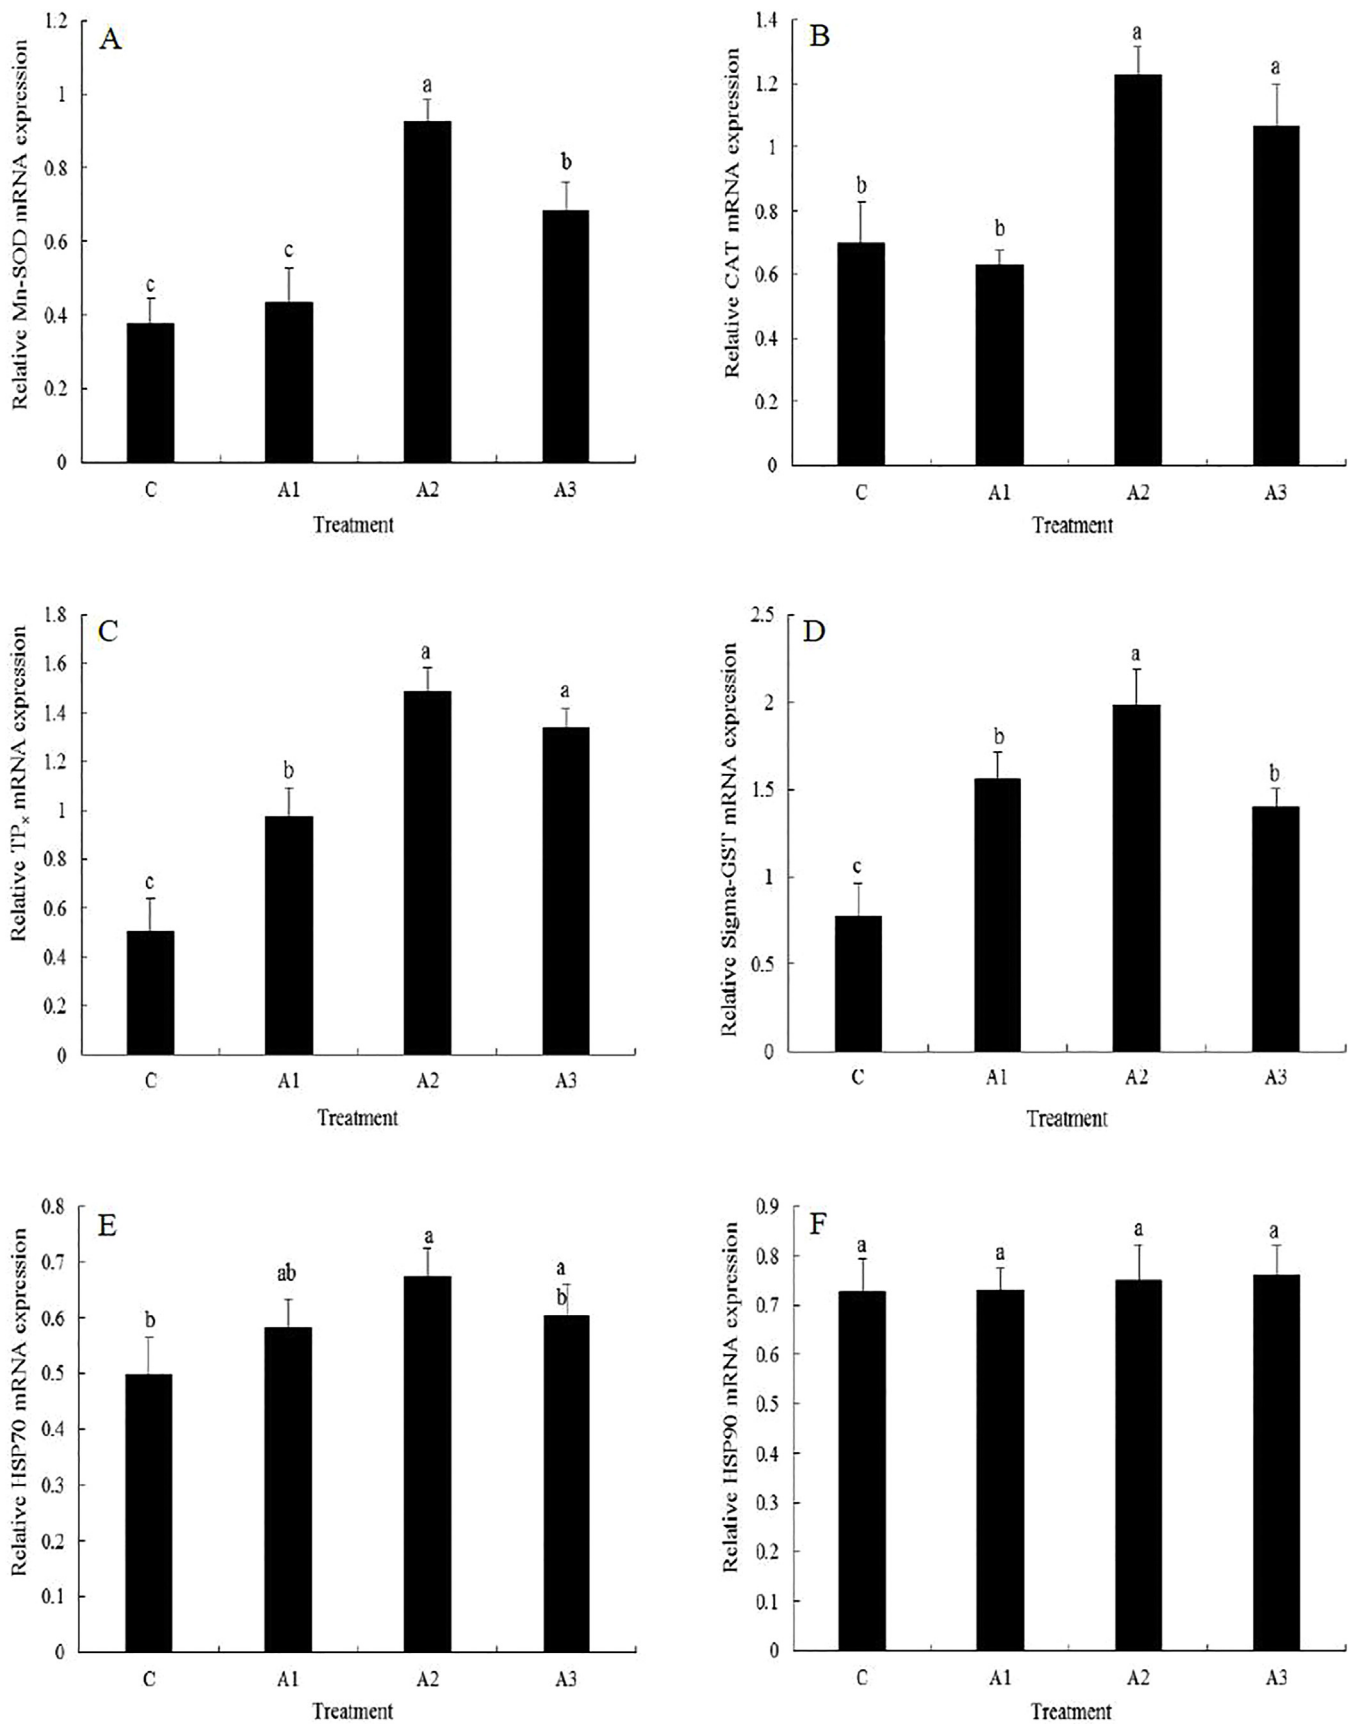 A
Relative Mn-SOD mRNA expression
1.2
1
0.8
0.6
0.4
0.2
0
c
c
a
b
C A1 A2 A3
Treatment
B
Relative CAT mRNA expression
1.4
1.2
1
0.8
0.6
0.4
0.2
0
b
b
a
a
C A1 A2 A3
Treatment
C
Relative TPx mRNA expression
1.8
1.6
1.4
1.2
1
0.8
0.6
0.4
0.2
0
c
b
a
a
C A1 A2 A3
Treatment
D
Relative Sigma-GST mRNA expression
2.5
2
1.5
1
0.5
0
c
b
a
b
C A1 A2 A3
Treatment
E
Relative HSP70 mRNA expression
0.8
0.7
0.6
0.5
0.4
0.3
0.2
0.1
0
b
ab
a
a
b
C A1 A2 A3
Treatment
F
Relative HSP90 mRNA expression
0.9
0.8
0.7
0.6
0.5
0.4
0.3
0.2
0.1
0
a
a
a
a
C A1 A2 A3
Treatment